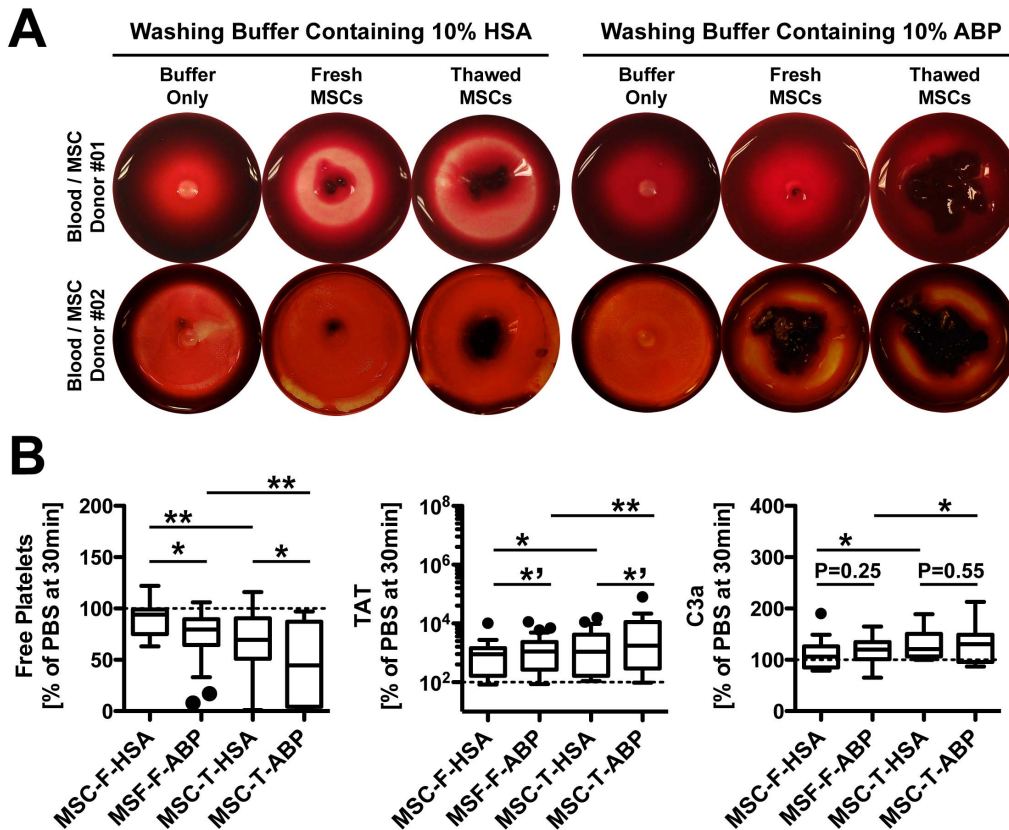 A
Washing Buffer Containing 10% HSA
Washing Buffer Containing 10% ABP
Buffer Only
Fresh MSCs
Thawed MSCs
Buffer Only
Fresh MSCs
Thawed MSCs
Blood / MSC
Donor #01
Blood / MSC
Donor #02
B
Free Platelets
[% of PBS at 30min]
200
150
100
50
0
**
**
*
*
MSC-F-HSA
MSF-F-ABP
MSC-T-HSA
MSC-T-ABP
TAT
[% of PBS at 30min]
10^8
10^6
10^4
10^2
**
*
*’
*’
MSC-F-HSA
MSF-F-ABP
MSC-T-HSA
MSC-T-ABP
C3a
[% of PBS at 30min]
400
300
200
100
0
*
*
P=0.25
P=0.55
MSC-F-HSA
MSF-F-ABP
MSC-T-HSA
MSC-T-ABP